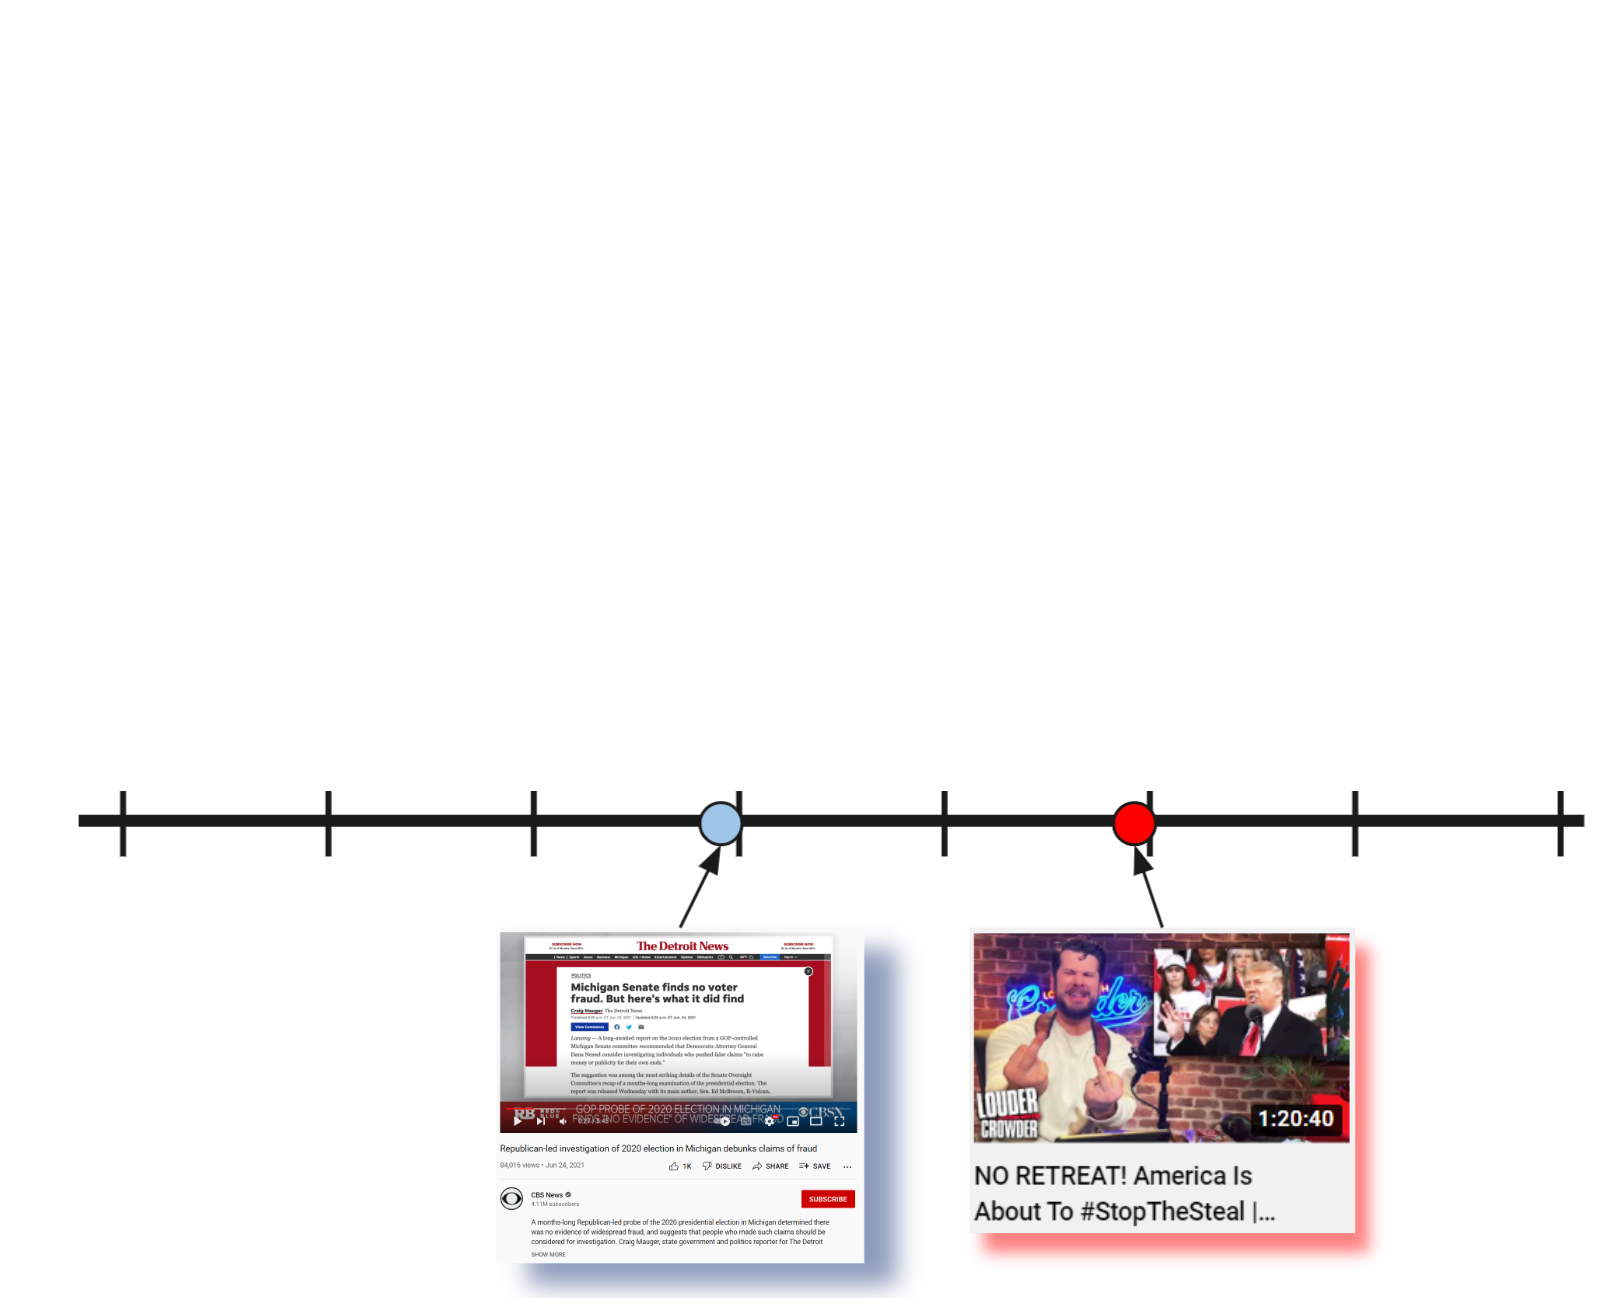 SUBSCRIBE NOW
The Detroit News
SUBSCRIBE NOW
POLITICS
Michigan Senate finds no voter
fraud. But here's what it did find
Craig Mauger The Detroit News
View Comments
Lansing — A long-awaited report on the 2020 election from a GOP-controlled
Michigan Senate committee recommended that Democratic Attorney General
Dana Nessel consider investigating individuals who pushed false claims "to raise
money or publicity for their own ends."
The suggestion was among the most striking details of the Senate Oversight
Committee's recap of a months-long examination of the presidential election. The
report was released Wednesday with its main author, Sen. Ed McBroom, R-Vulcan,
RB
GOP PROBE OF 2020 ELECTION IN MICHIGAN
FINDS "NO EVIDENCE" OF WIDESPREAD FRAUD
CBSN
Republican-led investigation of 2020 election in Michigan debunks claims of fraud
84,016 views • Jun 24, 2021
1K DISLIKE SHARE SAVE ...
CBS News
4.11M subscribers
SUBSCRIBE
A months-long Republican-led probe of the 2020 presidential election in Michigan determined there
was no evidence of widespread fraud, and suggests that people who made such claims should be
considered for investigation. Craig Mauger, state government and politics reporter for The Detroit
SHOW MORE
LOUDER
WITH
CROWDER
1:20:40
NO RETREAT! America Is
About To #StopTheSteal |...